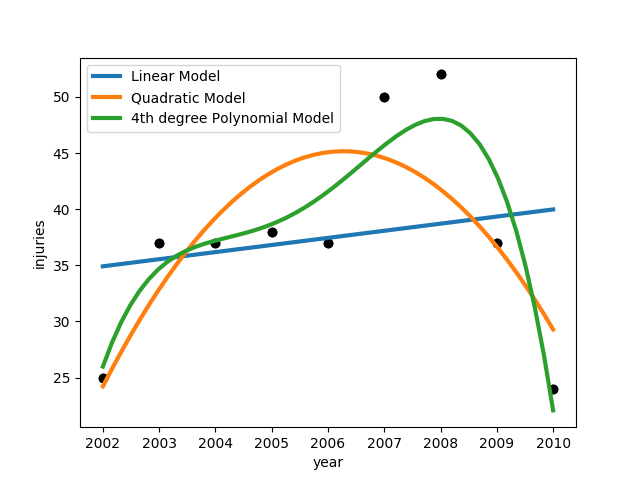 Linear Model
Quadratic Model
4th degree Polynomial Model
50
45
40
35
30
25
injuries
2002 2003 2004 2005 2006 2007 2008 2009 2010
year